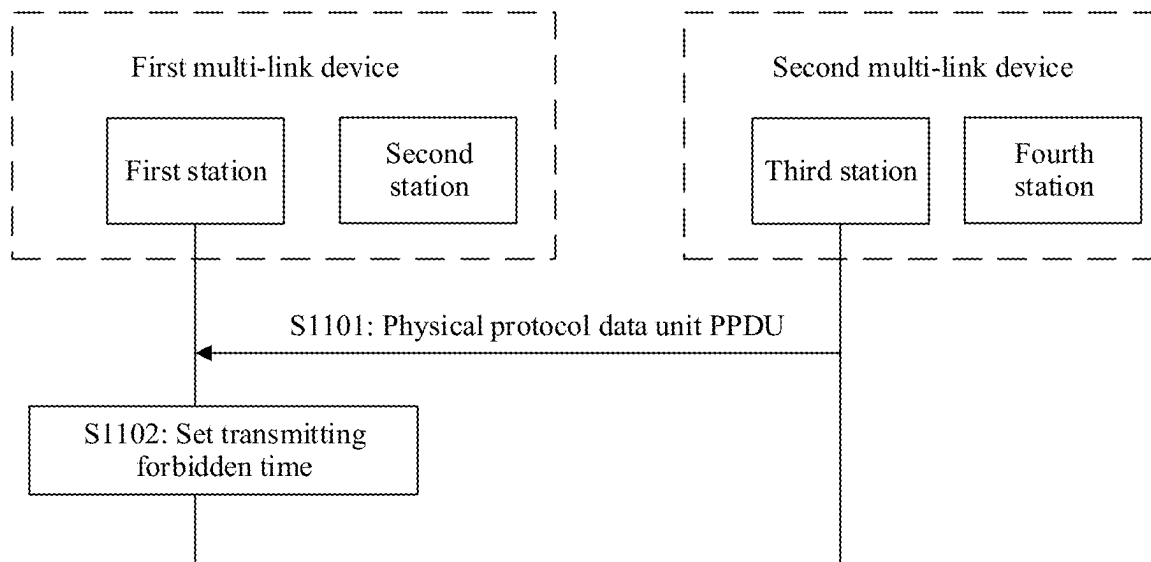 First multi-link device
Second multi-link device
First station
Second
station
Third station
Fourth
station
S1101: Physical protocol data unit PPDU
S1102: Set transmitting
forbidden time